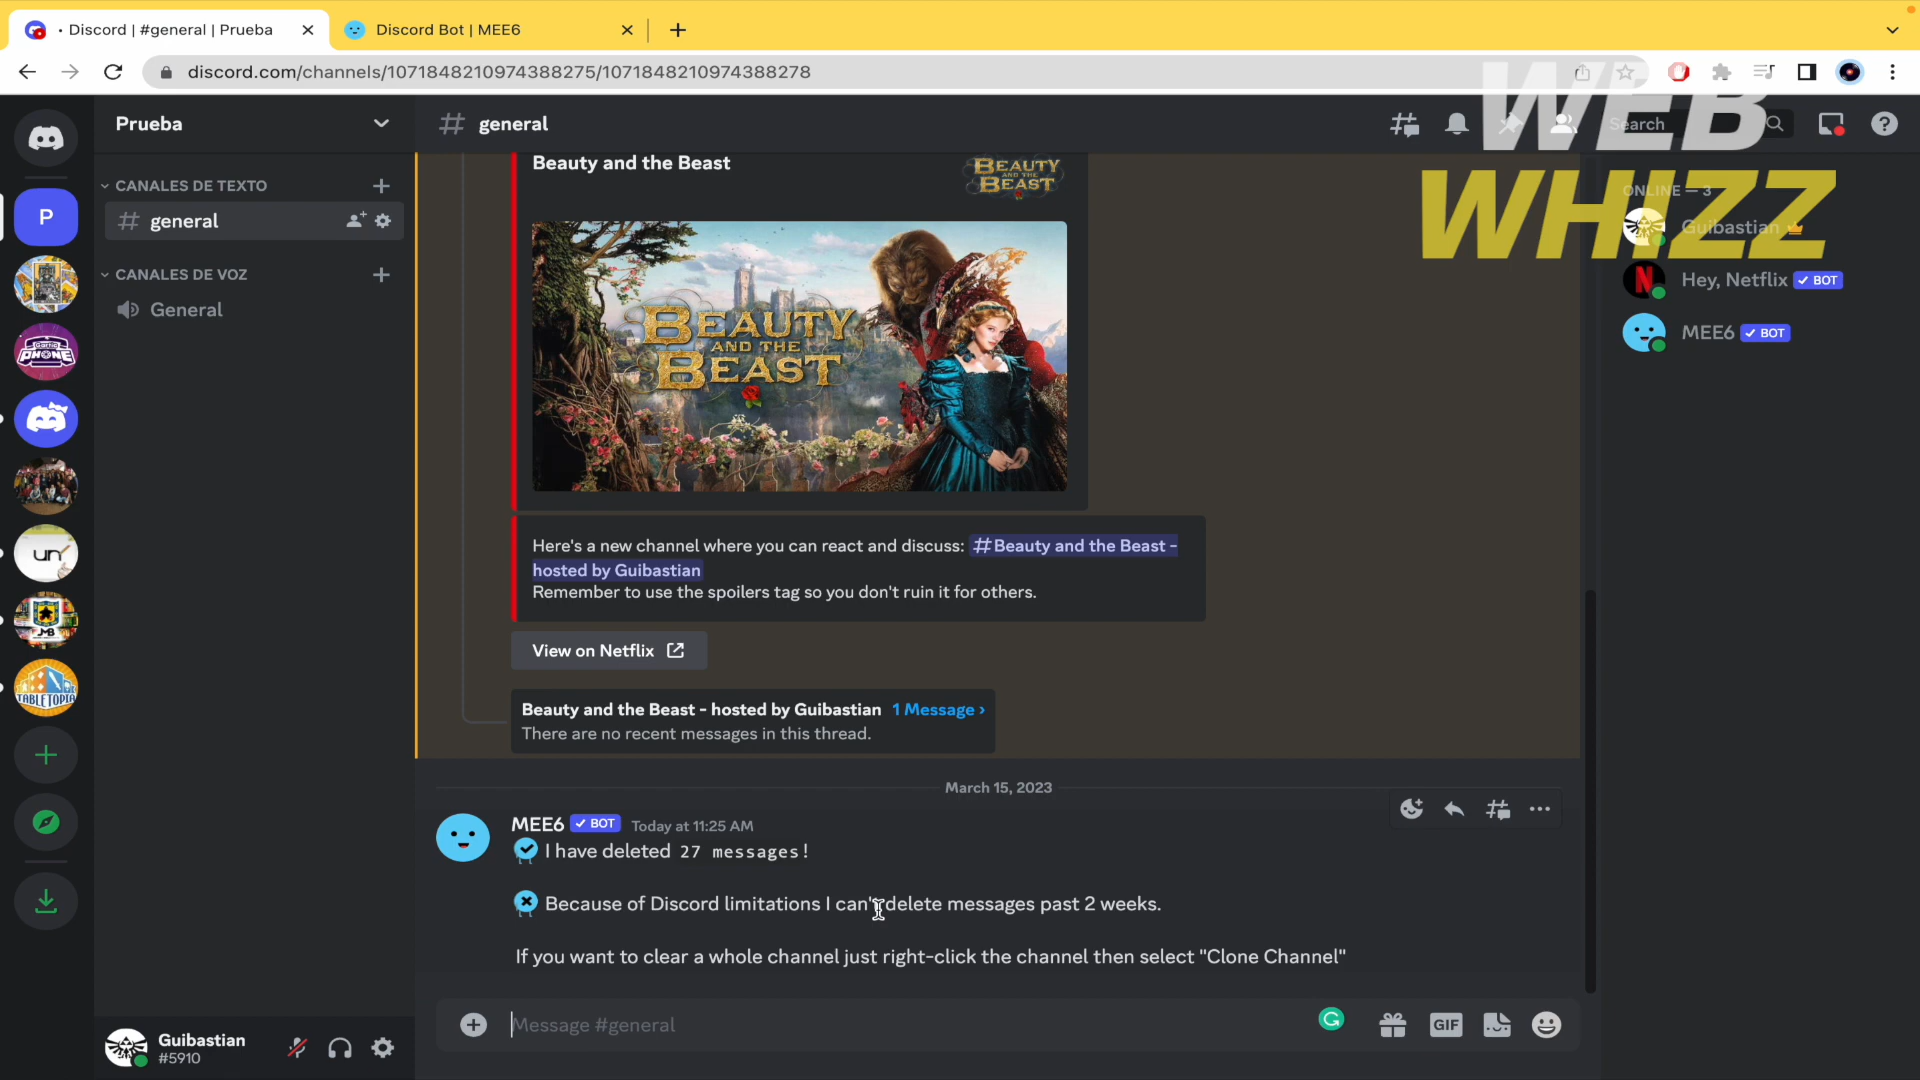 • Discord | #general | Prueba
Discord Bot | MEE6
discord.com/channels/1071848210974388275/1071848210974388278
WEB
WHIZZ
Prueba
general
Search
CANALES DE TEXTO
general
CANALES DE VOZ
General
P
PHONE
un
JMB
TABLETOPIA
Beauty and the Beast
BEAUTY
AND THE
BEAST
BEAUTY
AND THE
BEAST
Here's a new channel where you can react and discuss: #Beauty and the Beast -
hosted by Guibastian
Remember to use the spoilers tag so you don't ruin it for others.
View on Netflix
Beauty and the Beast - hosted by Guibastian 1 Message ›
There are no recent messages in this thread.
March 15, 2023
MEE6 BOT Today at 11:25 AM
I have deleted 27 messages!
Because of Discord limitations I can't delete messages past 2 weeks.
If you want to clear a whole channel just right-click the channel then select "Clone Channel"
Message #general
GIF
Guibastian
#5910
ONLINE — 3
Guibastian
Hey, Netflix BOT
MEE6 BOT